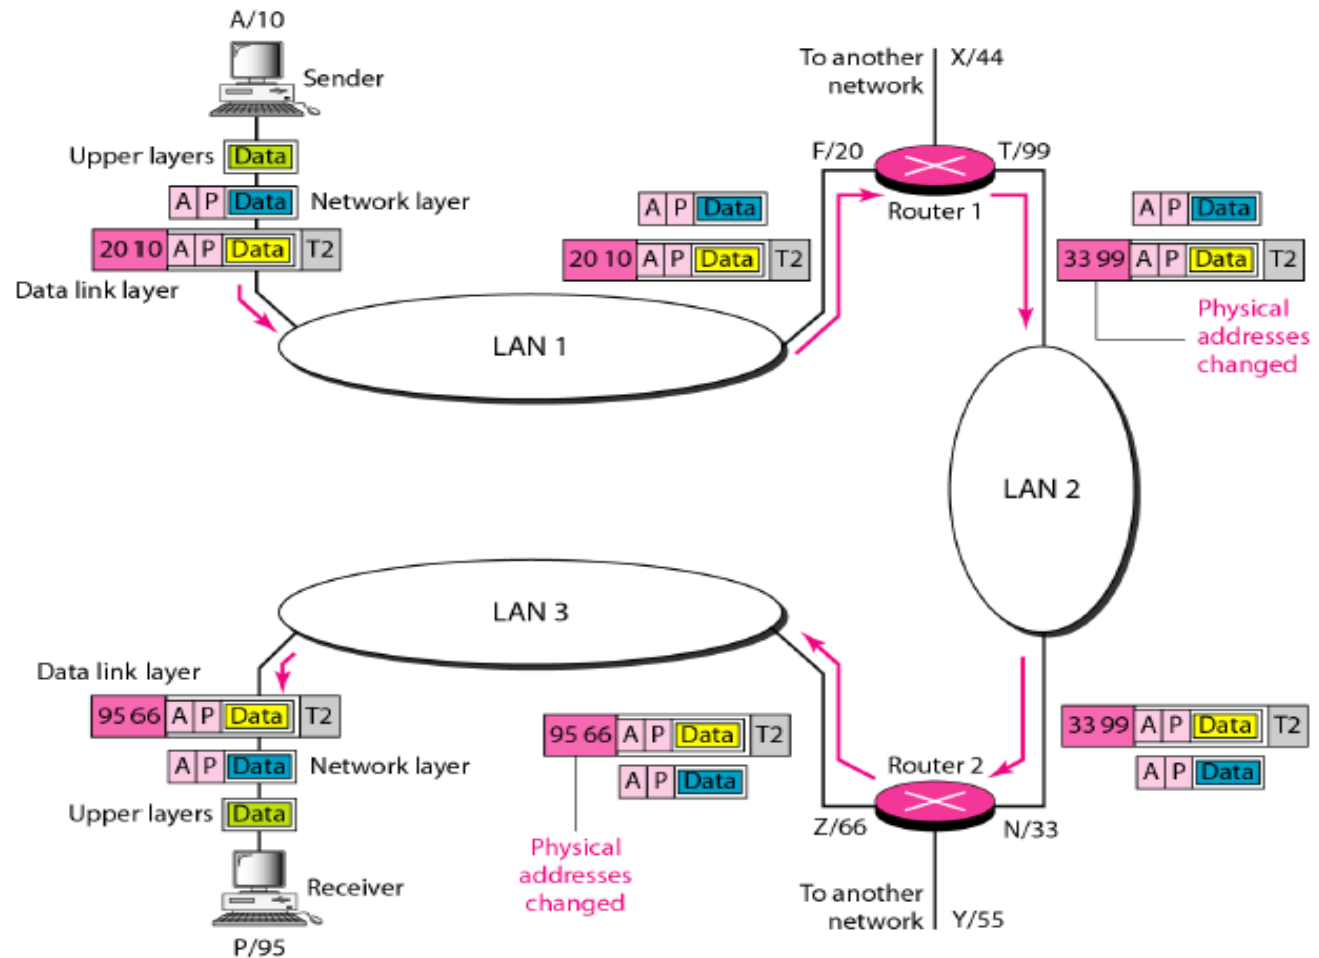 A/10
Sender
Upper layers Data
A P Data Network layer
20 10 A P Data T2
Data link layer
LAN 1
To another
network
X/44
F/20
T/99
Router 1
A P Data
20 10 A P Data T2
A P Data
33 99 A P Data T2
Physical
addresses
changed
LAN 2
LAN 3
Data link layer
95 66 A P Data T2
A P Data Network layer
Upper layers Data
Receiver
P/95
95 66 A P Data T2
A P Data
Physical
addresses
changed
33 99 A P Data T2
A P Data
Router 2
Z/66
N/33
To another
network
Y/55